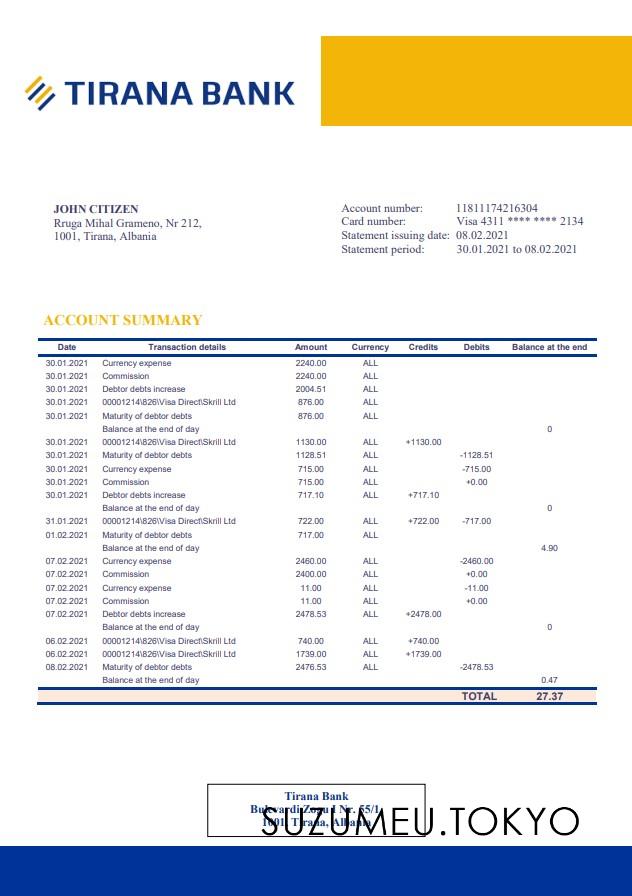 TIRANA BANK
JOHN CITIZEN
Rruga Mihal Grameno, Nr 212,
1001, Tirana, Albania
Account number: 11811174216304
Card number: Visa 4311 **** **** 2134
Statement issuing date: 08.02.2021
Statement period: 30.01.2021 to 08.02.2021
ACCOUNT SUMMARY
Date Transaction details Amount Currency Credits Debits Balance at the end
30.01.2021 Currency expense 2240.00 ALL
30.01.2021 Commission 2240.00 ALL
30.01.2021 Debtor debts increase 2004.51 ALL
30.01.2021 00001214\826\Visa Direct\Skrill Ltd 876.00 ALL
30.01.2021 Maturity of debtor debts 876.00 ALL
Balance at the end of day 0
30.01.2021 00001214\826\Visa Direct\Skrill Ltd 1130.00 ALL +1130.00
30.01.2021 Maturity of debtor debts 1128.51 ALL -1128.51
30.01.2021 Currency expense 715.00 ALL -715.00
30.01.2021 Commission 715.00 ALL +0.00
30.01.2021 Debtor debts increase 717.10 ALL +717.10
Balance at the end of day 0
31.01.2021 00001214\826\Visa Direct\Skrill Ltd 722.00 ALL +722.00 -717.00
01.02.2021 Maturity of debtor debts 717.00 ALL
Balance at the end of day 4.90
07.02.2021 Currency expense 2460.00 ALL -2460.00
07.02.2021 Commission 2400.00 ALL +0.00
07.02.2021 Currency expense 11.00 ALL -11.00
07.02.2021 Commission 11.00 ALL +0.00
07.02.2021 Debtor debts increase 2478.53 ALL +2478.00
Balance at the end of day 0
06.02.2021 00001214\826\Visa Direct\Skrill Ltd 740.00 ALL +740.00
06.02.2021 00001214\826\Visa Direct\Skrill Ltd 1739.00 ALL +1739.00
08.02.2021 Maturity of debtor debts 2476.53 ALL -2478.53
Balance at the end of day 0.47
TOTAL 27.37
Tirana Bank
Bulevardi Zogu I Nr. 55/1
1001, Tirana, Albania
SUZUMEU.TOKYO